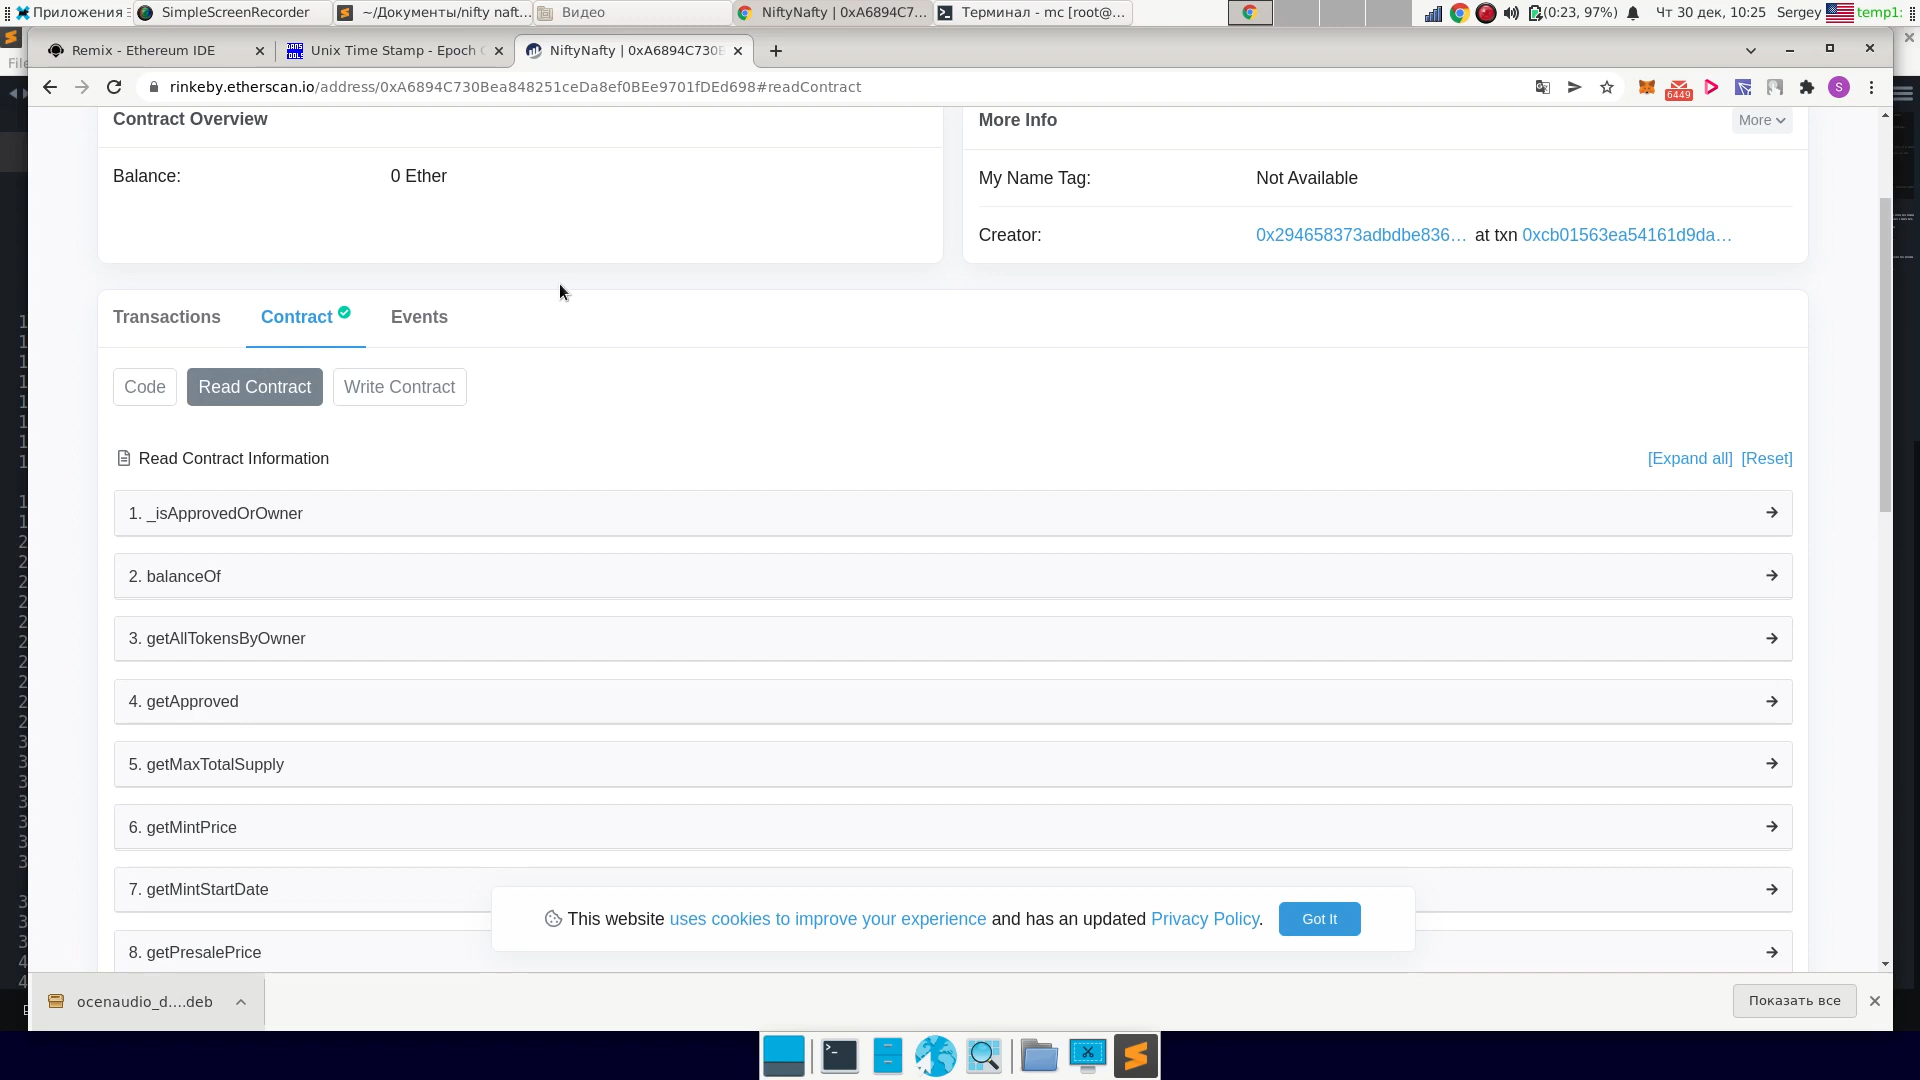 Приложения
SimpleScreenRecorder
~/Документы/nifty naft...
Видео
NiftyNafty | 0xA6894C7...
Терминал - mc [root@...
(0:23, 97%)
Чт 30 дек, 10:25
Sergey
temp1:
Remix - Ethereum IDE
Unix Time Stamp - Epoch
NiftyNafty | 0xA6894C730B
rinkeby.etherscan.io/address/0xA6894C730Bea848251ceDa8ef0BEe9701fDEd698#readContract
6449
S
Contract Overview
More Info
More
Balance:
0 Ether
My Name Tag:
Not Available
Creator:
0x294658373adbdbe836... at txn 0xcb01563ea54161d9da...
Transactions
Contract
Events
Code
Read Contract
Write Contract
Read Contract Information
[Expand all] [Reset]
1. _isApprovedOrOwner
2. balanceOf
3. getAllTokensByOwner
4. getApproved
5. getMaxTotalSupply
6. getMintPrice
7. getMintStartDate
8. getPresalePrice
This website uses cookies to improve your experience and has an updated Privacy Policy.
Got It
ocenaudio_d....deb
Показать все